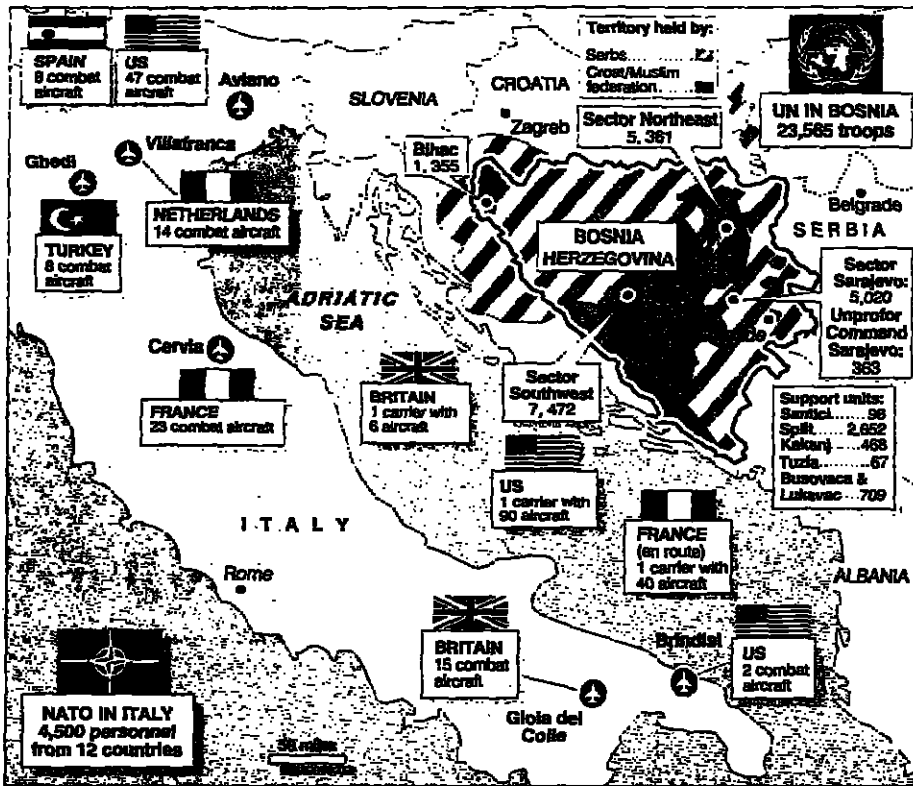 SPAIN
8 combat
aircraft
US
47 combat
aircraft
Aviano
SLOVENIA
CROATIA
Zagreb
Territory held by:
Serbs
Croat/Muslim
federation
UN IN BOSNIA
23,565 troops
Villafranca
Ghedi
Bihac
1, 355
Sector Northeast
5, 361
Belgrade
SERBIA
TURKEY
8 combat
aircraft
NETHERLANDS
14 combat aircraft
BOSNIA
HERZEGOVINA
Sector
Sarajevo:
5,020
Unprofor
Command
Sarajevo:
363
ADRIATIC
SEA
Cervia
FRANCE
23 combat aircraft
BRITAIN
1 carrier with
6 aircraft
Sector
Southwest
7, 472
Support units:
Santici.....98
Split.....2,652
Kakanj....468
Tuzla......67
Busovaca &
Lukavac...709
US
1 carrier with
90 aircraft
ITALY
FRANCE
(en route)
1 carrier with
40 aircraft
ALBANIA
Rome
BRITAIN
15 combat
aircraft
Brindisi
US
2 combat
aircraft
NATO IN ITALY
4,500 personnel
from 12 countries
50 miles
Gioia del
Colle